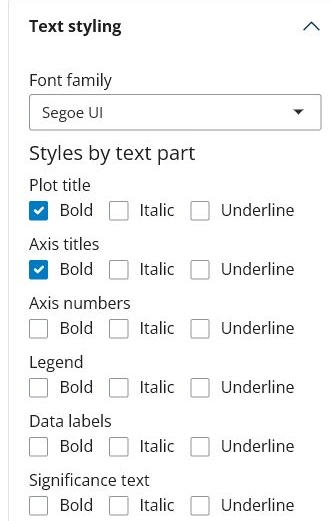 Text styling
Font family
Segoe UI
Styles by text part
Plot title
Bold Italic Underline
Axis titles
Bold Italic Underline
Axis numbers
Bold Italic Underline
Legend
Bold Italic Underline
Data labels
Bold Italic Underline
Significance text
Bold Italic Underline